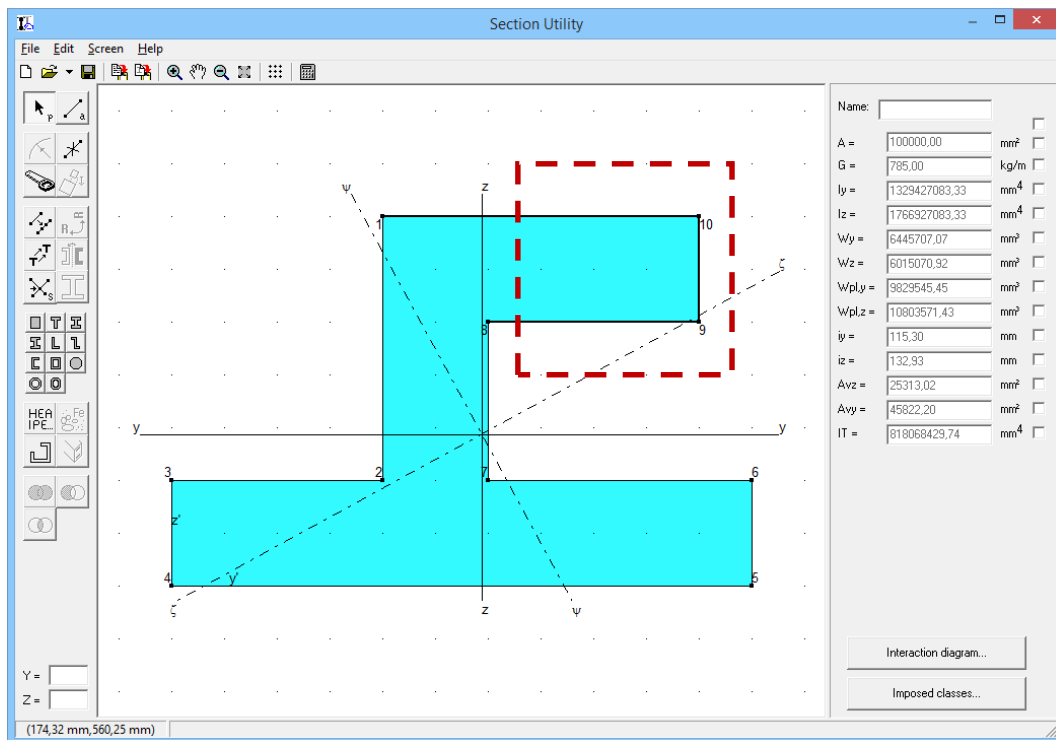 Section Utility
File Edit Screen Help
p a
R
T T
s
HEA
IPE... Fe
Y =
Z =
ψ z
1 10
ζ
8 9
y y
3 2 7 6
z'
4 y' 5
ζ z ψ
Name:
A = 100000,00 mm²
G = 785,00 kg/m
Iy = 1329427083,33 mm4
Iz = 1766927083,33 mm4
Wy = 6445707,07 mm³
Wz = 6015070,92 mm³
Wpl,y = 9829545,45 mm³
Wpl,z = 10803571,43 mm³
iy = 115,30 mm
iz = 132,93 mm
Avz = 25313,02 mm²
Avy = 45822,20 mm²
IT = 818068429,74 mm4
Interaction diagram...
Imposed classes...
(174,32 mm,560,25 mm)